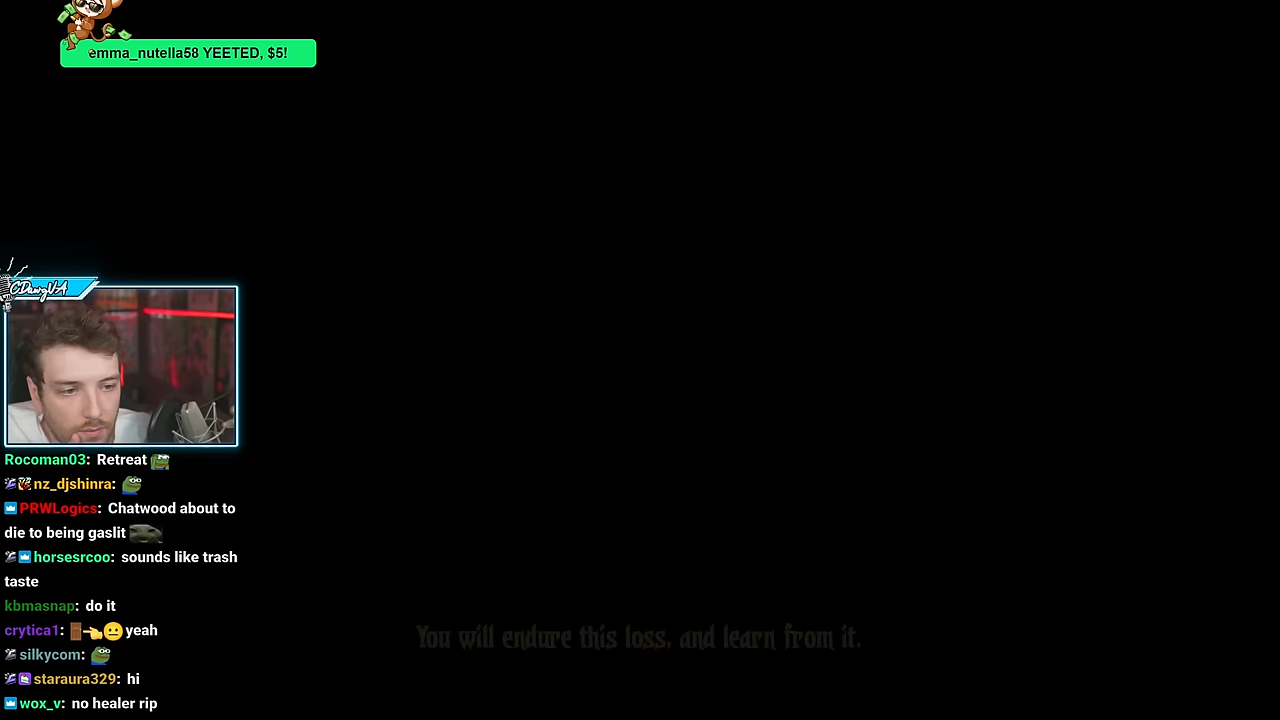 emma_nutella58 YEETED, $5!
CDawgVA
Rocoman03: Retreat
nz_djshinra:
PRWLogics: Chatwood about to
die to being gaslit
horsesrcoo: sounds like trash
taste
kbmasnap: do it
crytica1: 🚪👈😐 yeah
You will endure this loss, and learn from it.
silkycom:
staraura329: hi
wox_v: no healer rip